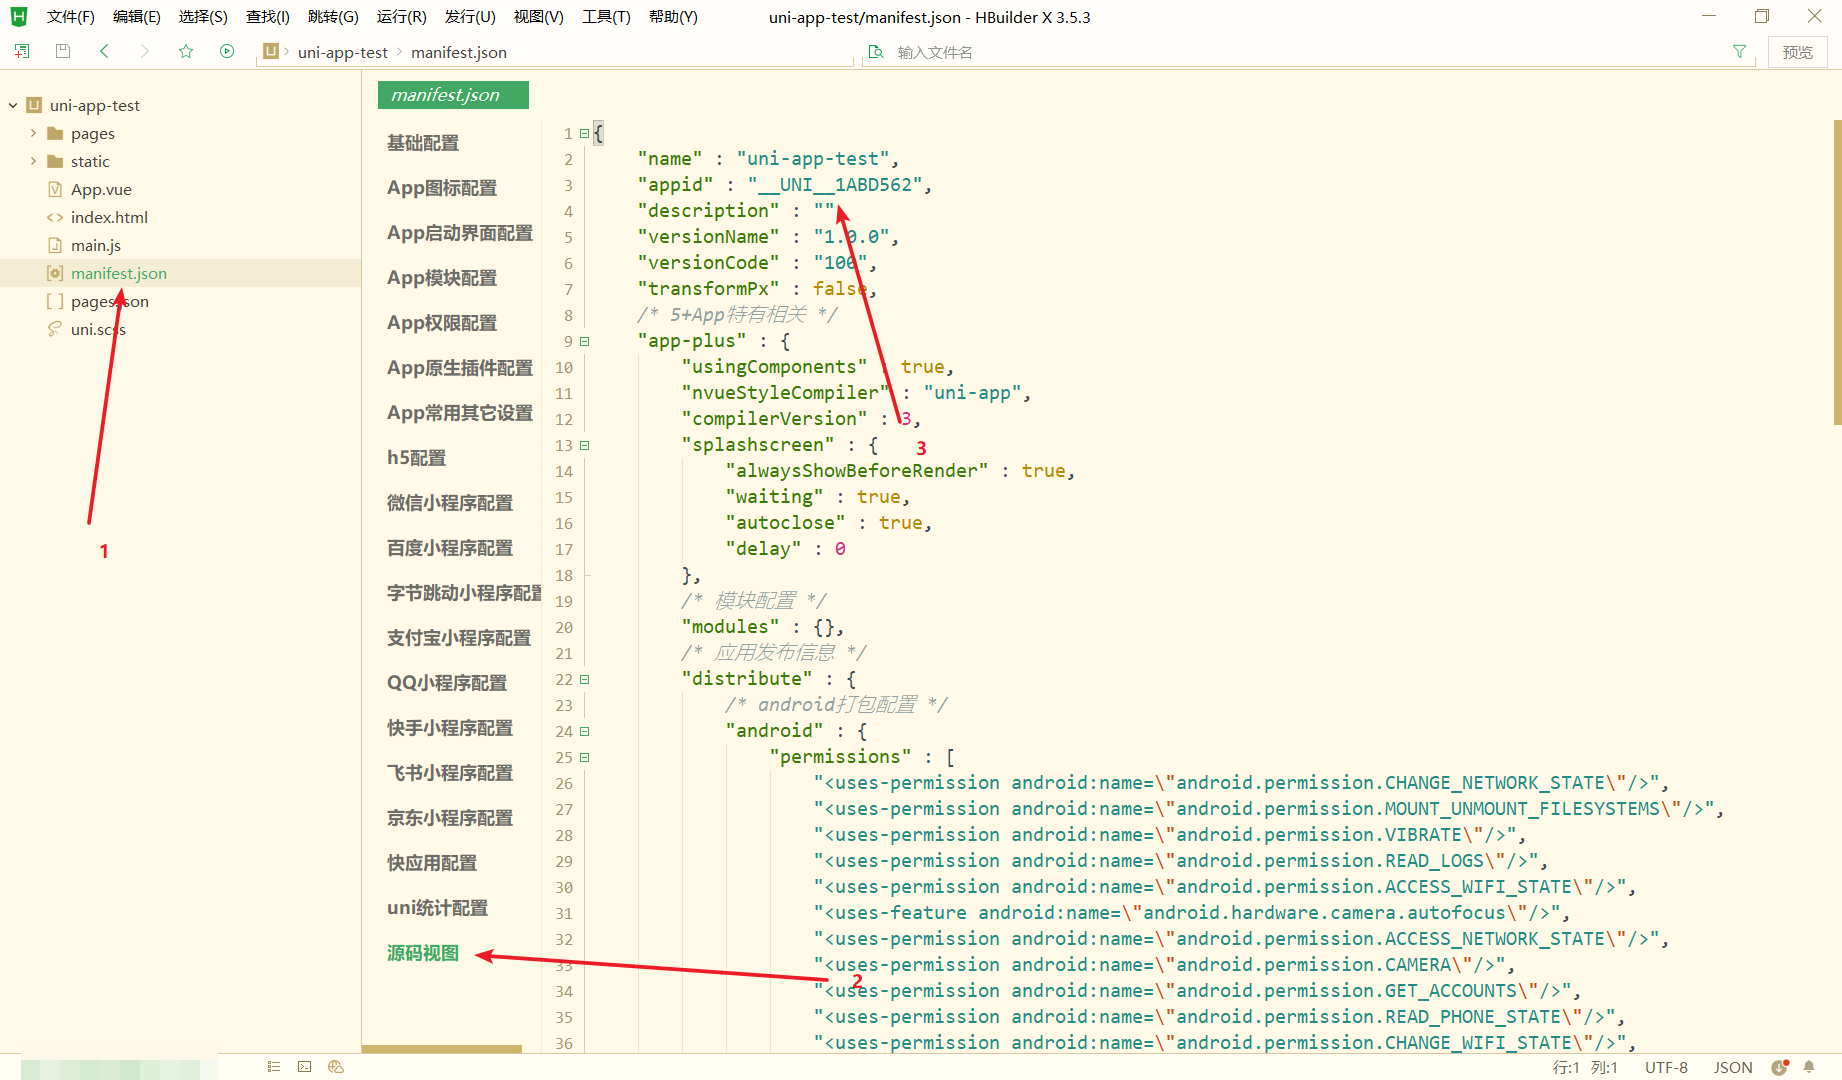 文件(F) 编辑(E) 选择(S) 查找(I) 跳转(G) 运行(R) 发行(U) 视图(V) 工具(T) 帮助(Y) uni-app-test/manifest.json - HBuilder X 3.5.3
uni-app-test manifest.json 输入文件名 预览
uni-app-test
pages
static
App.vue
index.html
main.js
manifest.json
pages.json
uni.scss
1
manifest.json
基础配置
App图标配置
App启动界面配置
App模块配置
App权限配置
App原生插件配置
App常用其它设置
h5配置
微信小程序配置
百度小程序配置
字节跳动小程序配置
支付宝小程序配置
QQ小程序配置
快手小程序配置
飞书小程序配置
京东小程序配置
快应用配置
uni统计配置
源码视图
1 {
2 "name" : "uni-app-test",
3 "appid" : "__UNI__1ABD562",
4 "description" : ""
5 "versionName" : "1.0.0",
6 "versionCode" : "100",
7 "transformPx" : false,
8 /* 5+App特有相关 */
9 "app-plus" : {
10 "usingComponents" : true,
11 "nvueStyleCompiler" : "uni-app",
12 "compilerVersion" : 3,
13 "splashscreen" : {
3
14 "alwaysShowBeforeRender" : true,
15 "waiting" : true,
16 "autoclose" : true,
17 "delay" : 0
18 },
19 /* 模块配置 */
20 "modules" : {},
21 /* 应用发布信息 */
22 "distribute" : {
23 /* android打包配置 */
24 "android" : {
25 "permissions" : [
26 "<uses-permission android:name=\"android.permission.CHANGE_NETWORK_STATE\"/>",
27 "<uses-permission android:name=\"android.permission.MOUNT_UNMOUNT_FILESYSTEMS\"/>",
28 "<uses-permission android:name=\"android.permission.VIBRATE\"/>",
29 "<uses-permission android:name=\"android.permission.READ_LOGS\"/>",
30 "<uses-permission android:name=\"android.permission.ACCESS_WIFI_STATE\"/>",
31 "<uses-feature android:name=\"android.hardware.camera.autofocus\"/>",
32 "<uses-permission android:name=\"android.permission.ACCESS_NETWORK_STATE\"/>",
33 "<uses-permission android:name=\"android.permission.CAMERA\"/>",
2
34 "<uses-permission android:name=\"android.permission.GET_ACCOUNTS\"/>",
35 "<uses-permission android:name=\"android.permission.READ_PHONE_STATE\"/>",
36 "<uses-permission android:name=\"android.permission.CHANGE_WIFI_STATE\"/>",
行:1 列:1 UTF-8 JSON